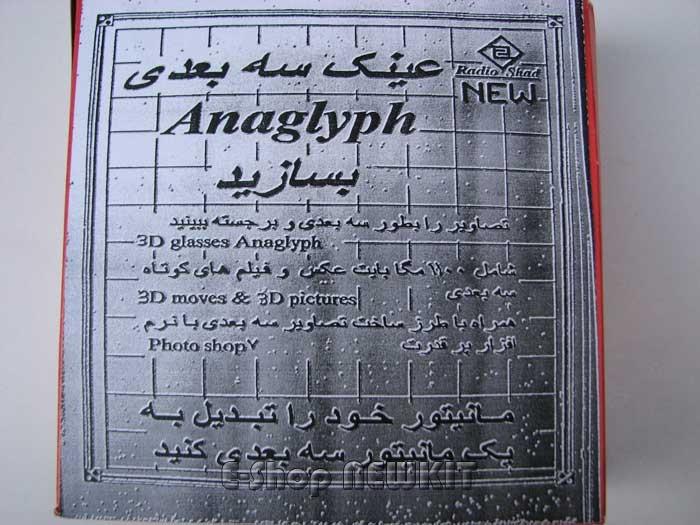 Radio Shad
NEW
عینک سه بعدی
Anaglyph
بسازید
تصاویر را بطور سه بعدی و برجسته ببینید
3D glasses Anaglyph
شامل ۱۱۰۰ مگا بایت عکس و فیلم های کوتاه
سه بعدی
3D moves & 3D pictures
همراه با طرز ساخت تصاویر سه بعدی با نرم
افزار پر قدرت
Photo shop۷
مانیتور خود را تبدیل به
یک مانیتور سه بعدی کنید
E-Shop NEWKIT